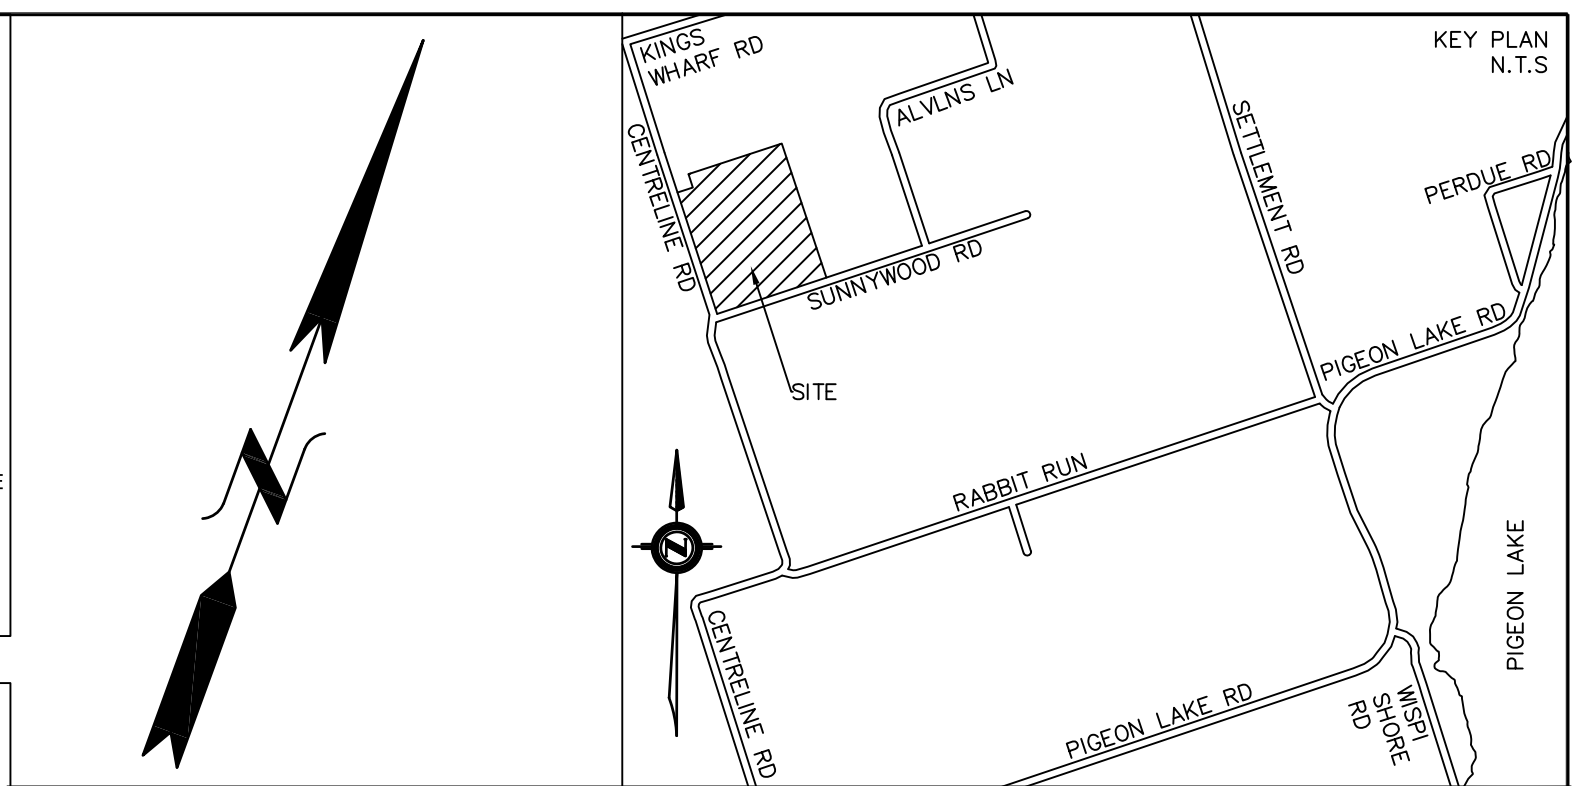 KEY PLAN
N.T.S
KINGS
WHARF RD
ALVLNS LN
CENTRELINE RD
SETTLEMENT RD
PERDUE RD
SUNNYWOOD RD
PIGEON LAKE RD
SITE
RABBIT RUN
N
N
PIGEON LAKE
CENTRELINE RD
PIGEON LAKE RD
WISPI
SHORE
RD